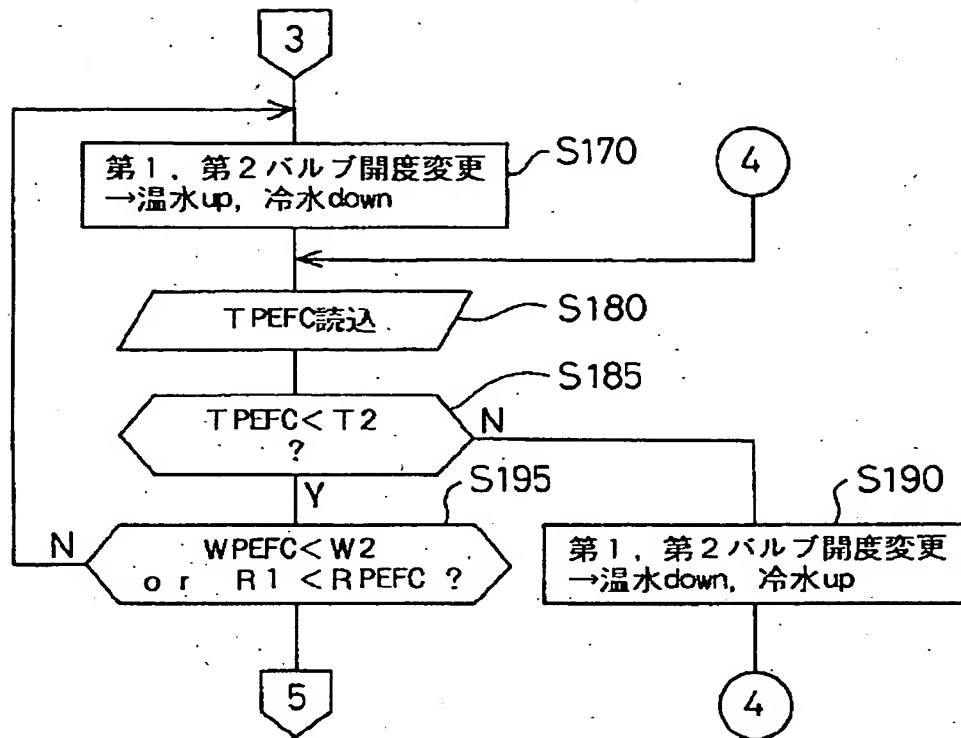 3
第1，第2バルブ開度変更
→温水up，冷水down
S170
4
TPEFC読込
S180
TPEFC<T2
?
S185
N
Y
S195
S190
N
WPEFC<W2
or R1<RPEFC ?
第1，第2バルブ開度変更
→温水down，冷水up
5
4